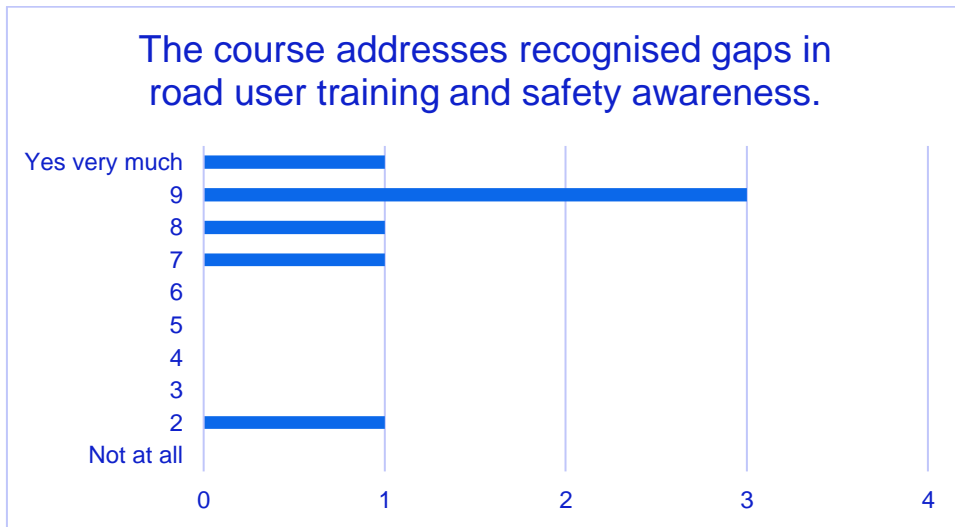 The course addresses recognised gaps in
road user training and safety awareness.
Yes very much
9
8
7
6
5
4
3
2
Not at all
0 1 2 3 4